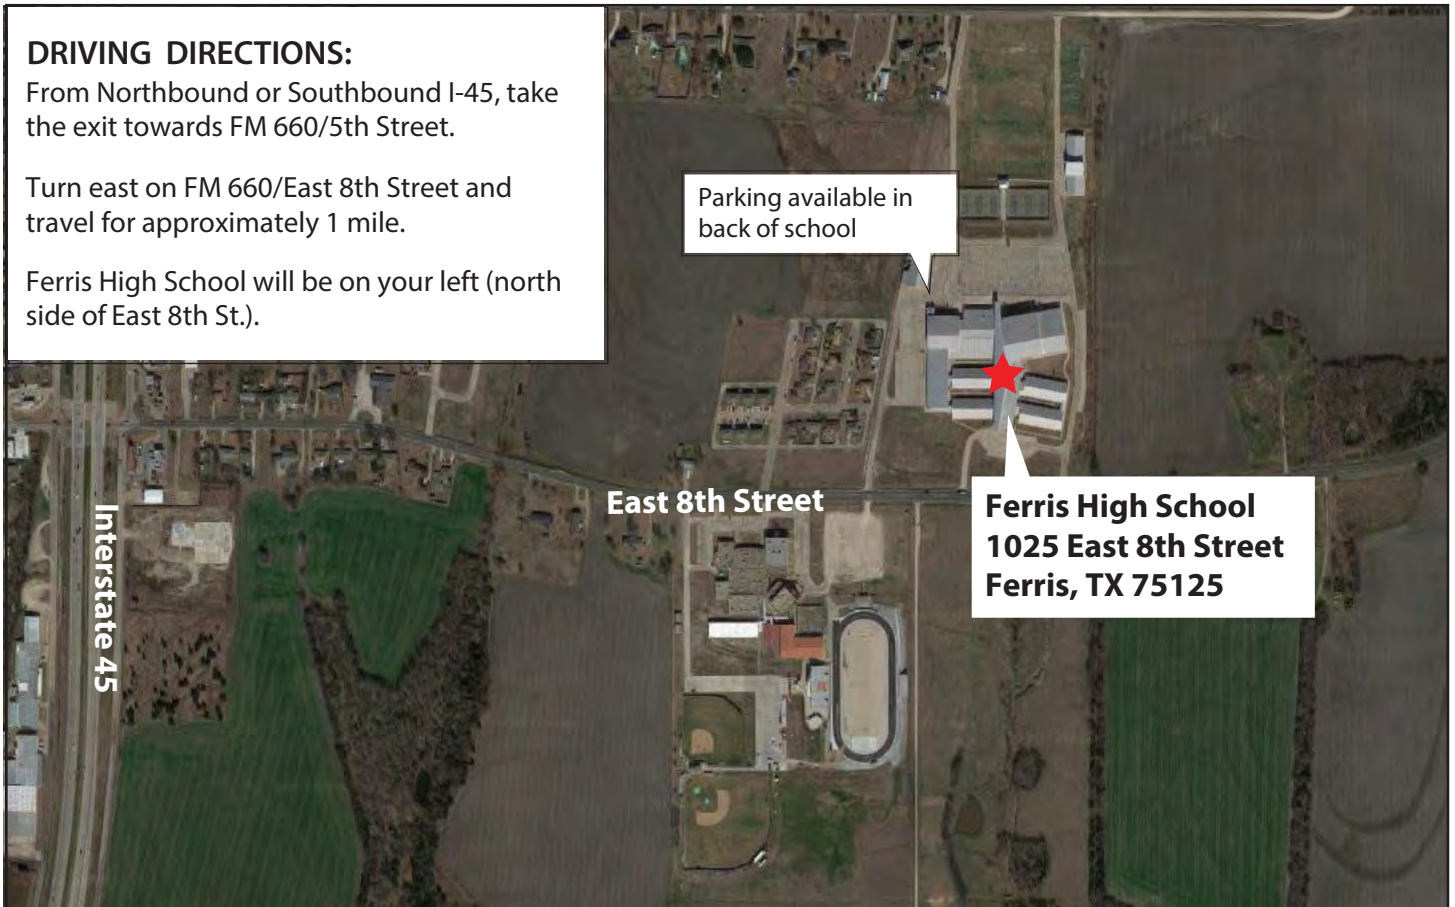 DRIVING DIRECTIONS:
From Northbound or Southbound I-45, take
the exit towards FM 660/5th Street.
Turn east on FM 660/East 8th Street and
travel for approximately 1 mile.
Ferris High School will be on your left (north
side of East 8th St.).
Parking available in
back of school
East 8th Street
Interstate 45
Ferris High School
1025 East 8th Street
Ferris, TX 75125